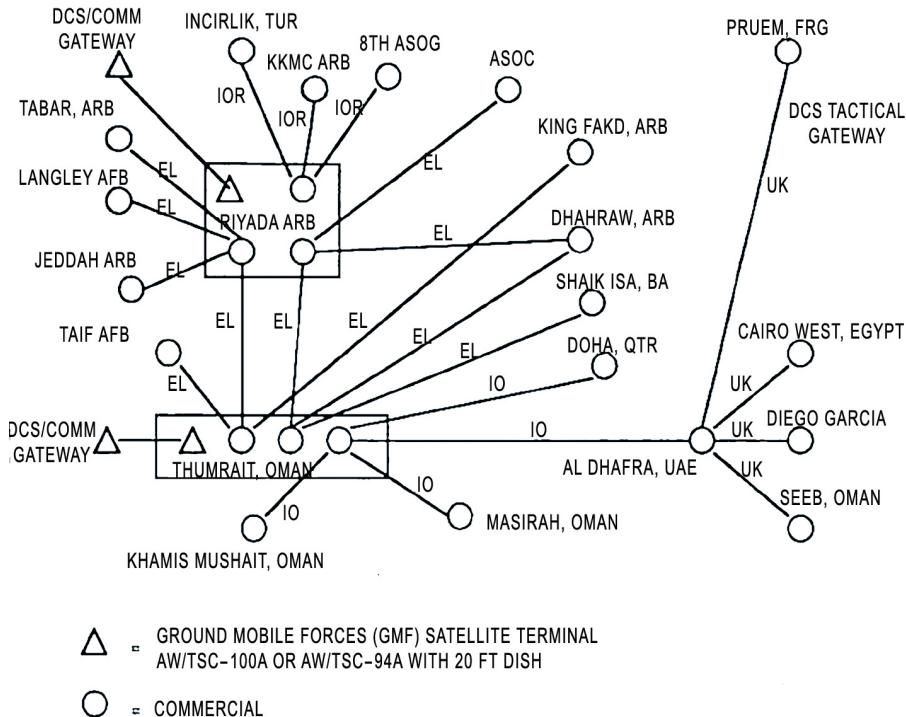 DCS/COMM
GATEWAY
INCIRLIK, TUR
KKMC ARB
8TH ASOG
ASOC
PRUEM, FRG
TABAR, ARB
IOR
IOR
IOR
DCS TACTICAL
GATEWAY
KING FAKD, ARB
LANGLEY AFB
EL
EL
EL
UK
RIYADA ARB
EL
DHAHRAW, ARB
JEDDAH ARB
EL
SHAIK ISA, BA
TAIF AFB
EL
EL
EL
EL
EL
DOHA, QTR
CAIRO WEST, EGYPT
EL
IO
UK
DCS/COMM
GATEWAY
THUMRAIT, OMAN
IO
AL DHAFRA, UAE
UK
DIEGO GARCIA
UK
SEEB, OMAN
IO
IO
MASIRAH, OMAN
KHAMIS MUSHAIT, OMAN
= GROUND MOBILE FORCES (GMF) SATELLITE TERMINAL
AW/TSC-100A OR AW/TSC-94A WITH 20 FT DISH
= COMMERCIAL